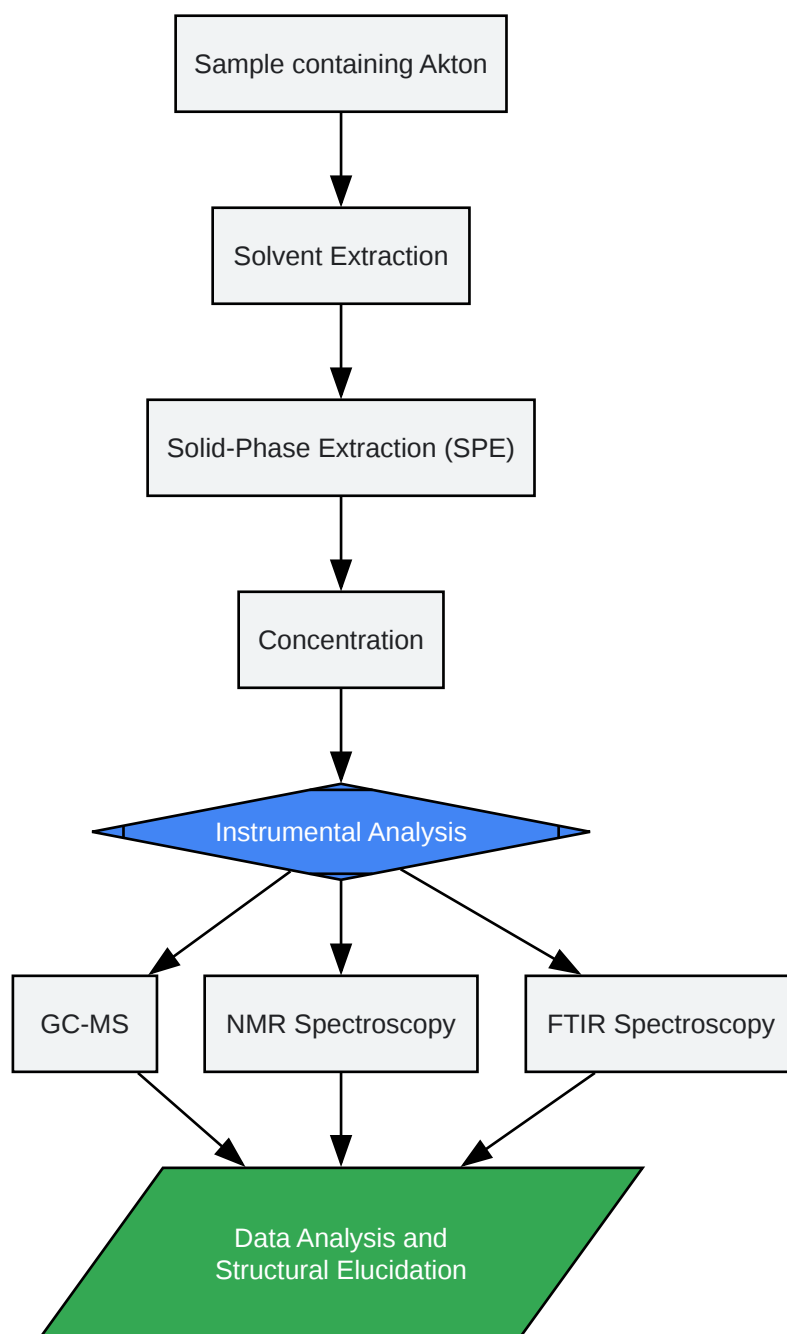 Sample containing Akton
Solvent Extraction
Solid-Phase Extraction (SPE)
Concentration
Instrumental Analysis
GC-MS
NMR Spectroscopy
FTIR Spectroscopy
Data Analysis and
Structural Elucidation